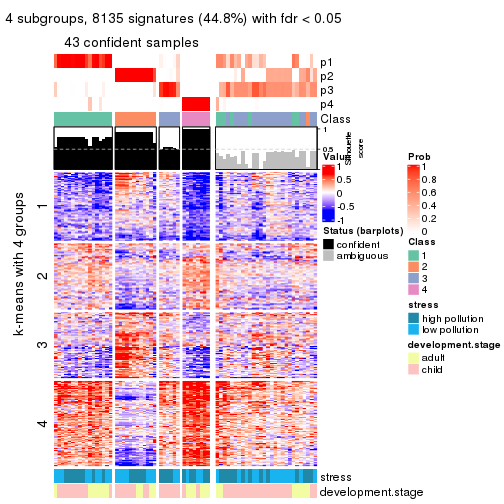 4 subgroups, 8135 signatures (44.8%) with fdr < 0.05
43 confident samples
p1
p2
p3
p4
Class
1
0.5
0
Silhouette
score
k-means with 4 groups
1
2
3
4
stress
development.stage
Value
1
0.5
0
-0.5
-1
Status (barplots)
confident
ambiguous
Prob
1
0.8
0.6
0.4
0.2
0
Class
1
2
3
4
stress
high pollution
low pollution
development.stage
adult
child